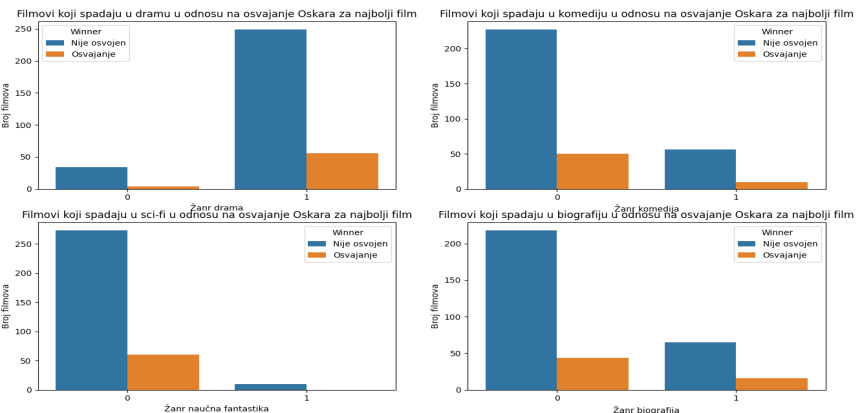 Filmovi koji spadaju u dramu u odnosu na osvajanje Oskara za najbolji film
Winner
Nije osvojen
Osvajanje
Broj filmova
250
200
150
100
50
0
0
1
Žanr drama
Filmovi koji spadaju u komediju u odnosu na osvajanje Oskara za najbolji film
Winner
Nije osvojen
Osvajanje
Broj filmova
200
150
100
50
0
0
1
Žanr komedija
Filmovi koji spadaju u sci-fi u odnosu na osvajanje Oskara za najbolji film
Winner
Nije osvojen
Osvajanje
Broj filmova
250
200
150
100
50
0
0
1
Žanr naučna fantastika
Filmovi koji spadaju u biografiju u odnosu na osvajanje Oskara za najbolji film
Winner
Nije osvojen
Osvajanje
Broj filmova
200
150
100
50
0
0
1
Žanr biografija